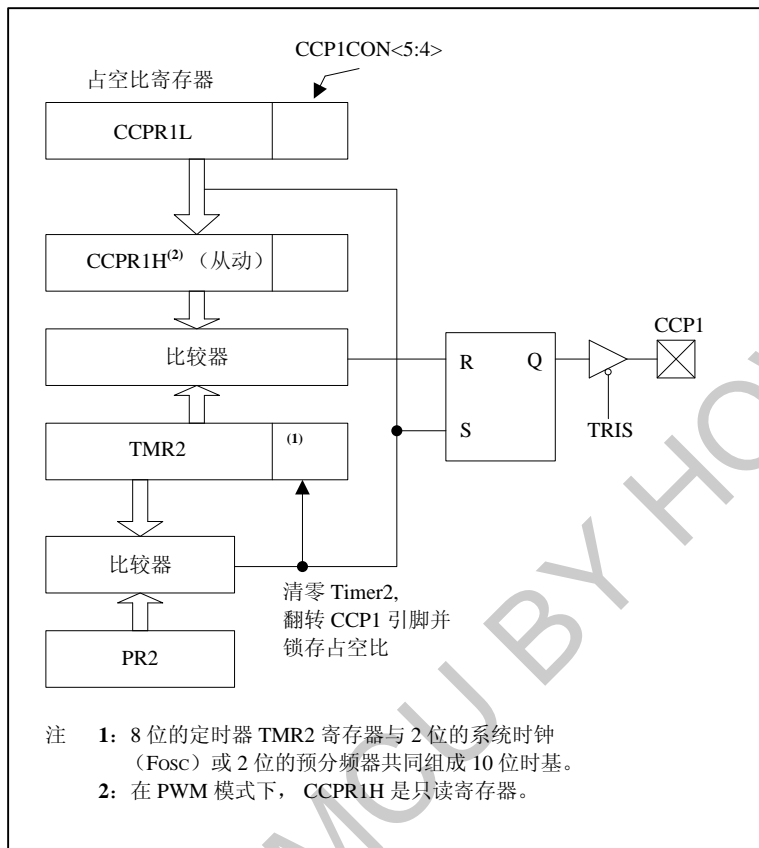 CCP1CON<5:4>
占空比寄存器
CCPR1L
CCPR1H(2) （从动）
比较器
CCP1
R Q
S
TRIS
TMR2 (1)
比较器
清零 Timer2,
翻转 CCP1 引脚并
锁存占空比
PR2
注 1：8 位的定时器 TMR2 寄存器与 2 位的系统时钟
（FOSC）或 2 位的预分频器共同组成 10 位时基。
2：在 PWM 模式下， CCPR1H 是只读寄存器。
MCU BY HO